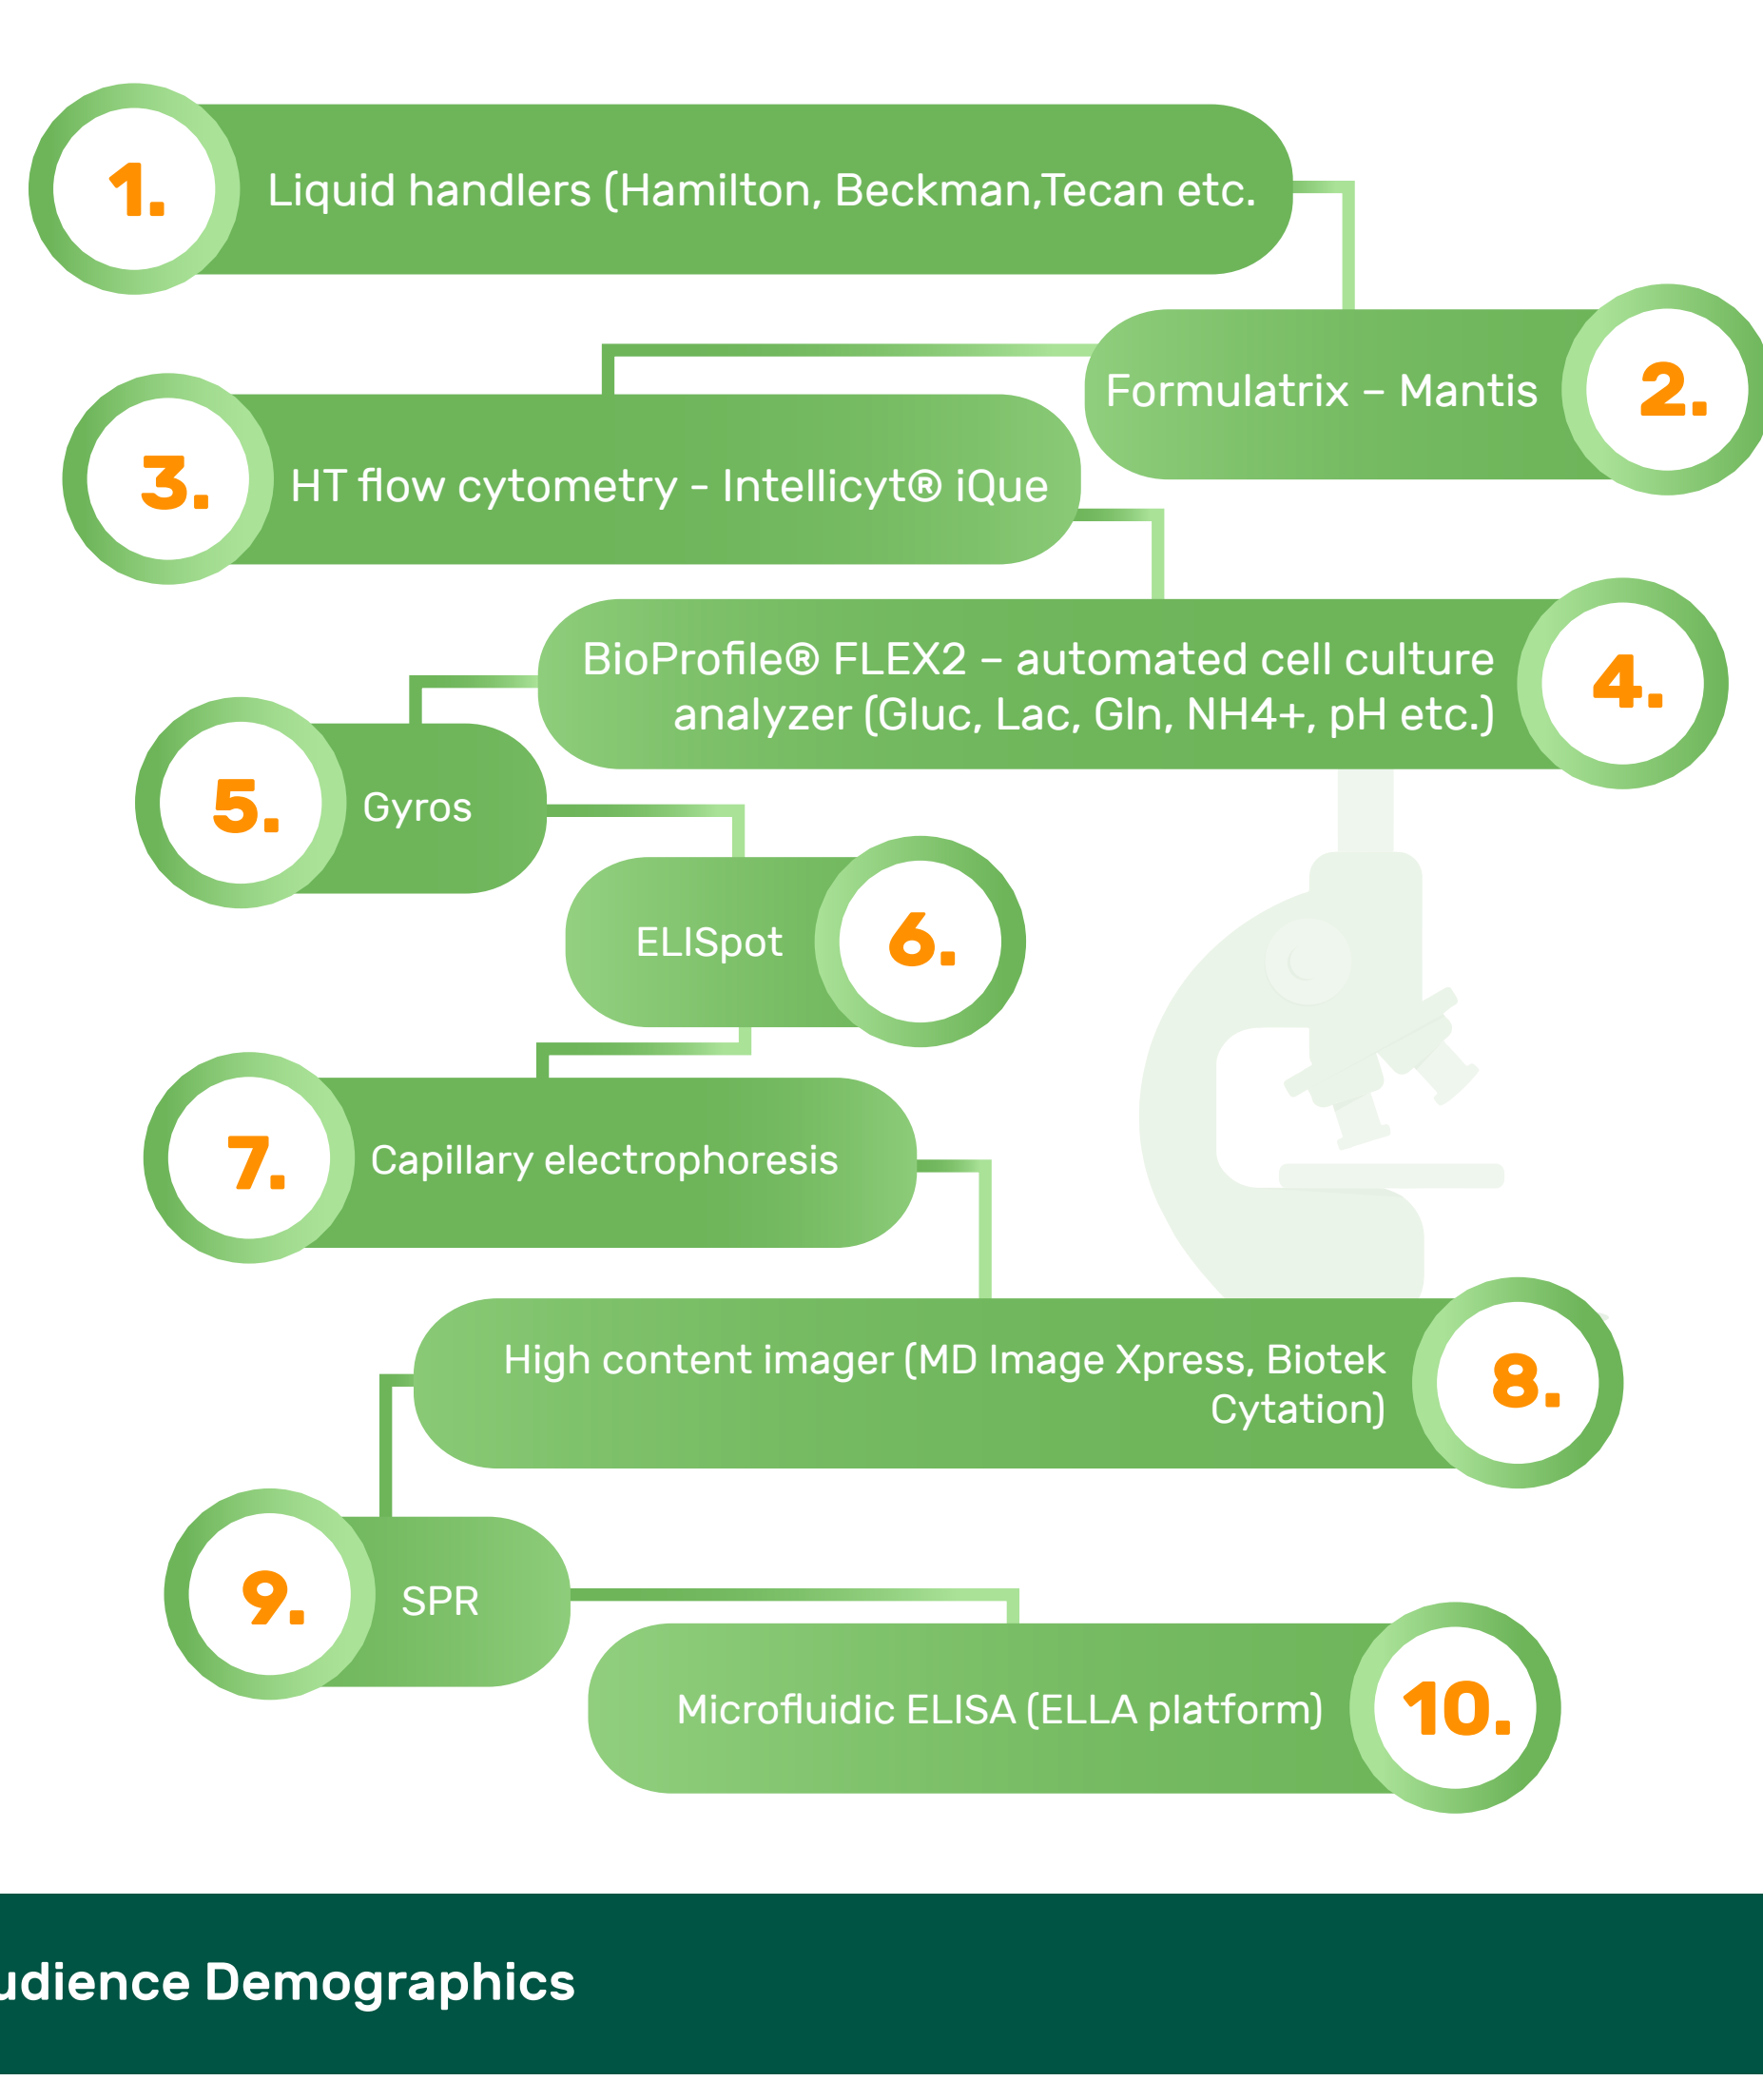 1.
Liquid handlers (Hamilton, Beckman,Tecan etc.
Formulatrix – Mantis
2.
3.
HT flow cytometry - Intellicyt® iQue
BioProfile® FLEX2 – automated cell culture
analyzer (Gluc, Lac, Gln, NH4+, pH etc.)
4.
5.
Gyros
ELISpot
6.
7.
Capillary electrophoresis
High content imager (MD Image Xpress, Biotek
Cytation)
8.
9.
SPR
Microfluidic ELISA (ELLA platform)
10.
udience Demographics